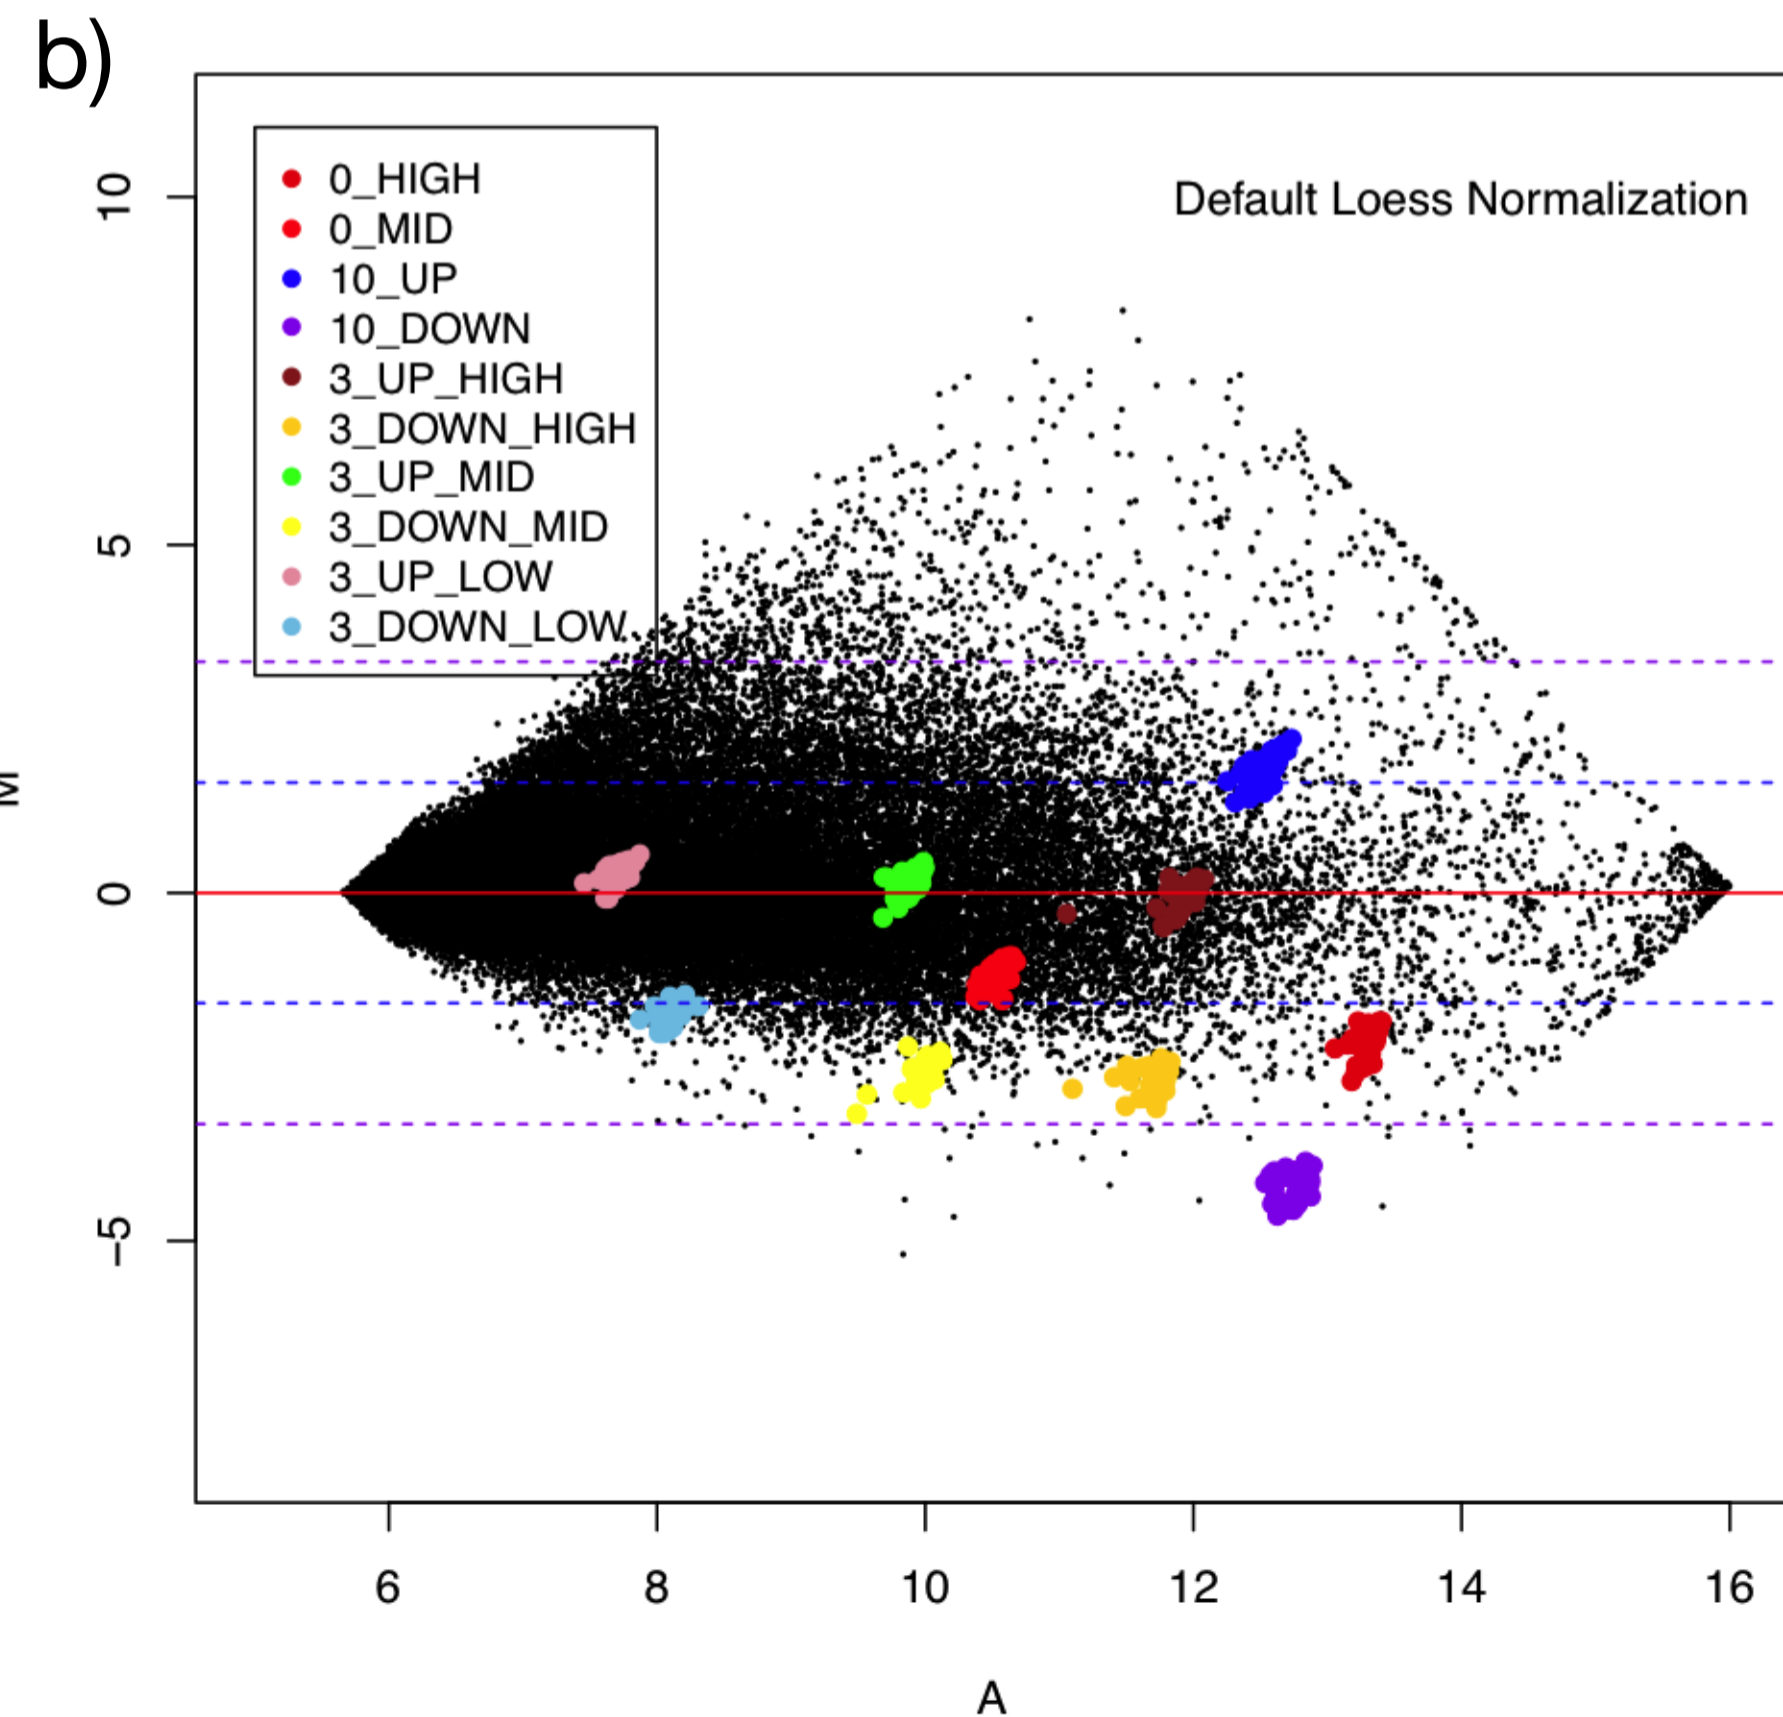 b)
Default Loess Normalization
0_HIGH
0_MID
10_UP
10_DOWN
3_UP_HIGH
3_DOWN_HIGH
3_UP_MID
3_DOWN_MID
3_UP_LOW
3_DOWN_LOW
10
5
0
−5
M
6 8 10 12 14 16
A